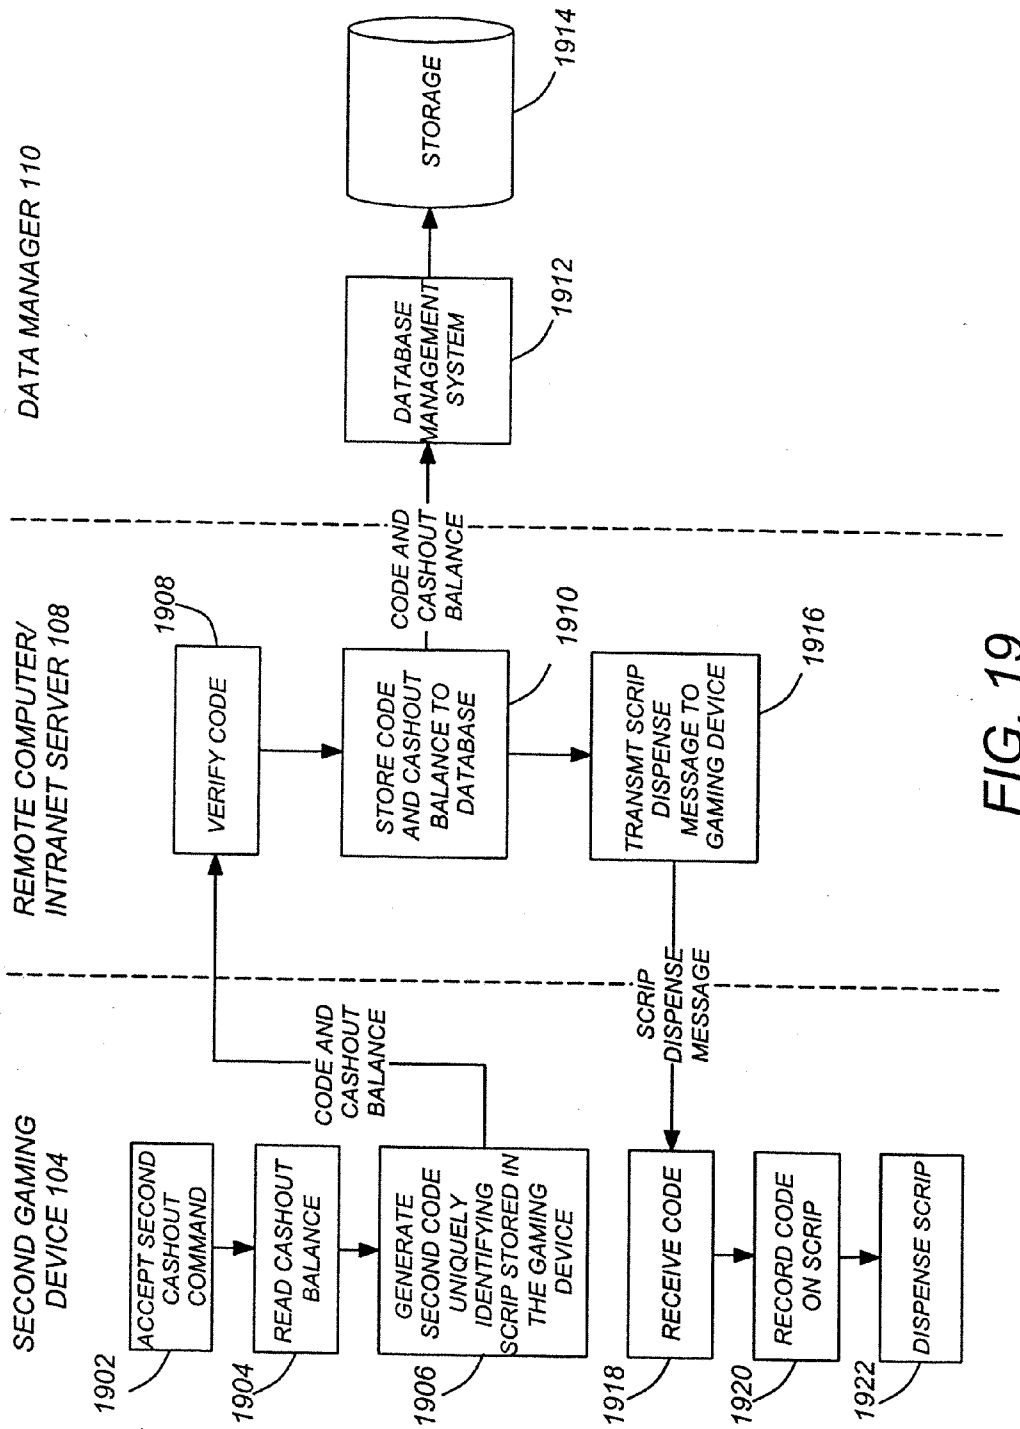 SECOND GAMING
DEVICE 104
REMOTE COMPUTER/
INTRANET SERVER 108
DATA MANAGER 110
1902
ACCEPT SECOND
CASHOUT
COMMAND
1904
READ CASHOUT
BALANCE
1906
GENERATE
SECOND CODE
UNIQUELY
IDENTIFYING
SCRIP STORED IN
THE GAMING
DEVICE
CODE AND
CASHOUT
BALANCE
1908
VERIFY CODE
STORE CODE
AND CASHOUT
BALANCE TO
DATABASE
1910
CODE AND
CASHOUT
BALANCE
DATABASE
MANAGEMENT
SYSTEM
1912
STORAGE
1914
TRANSMT SCRIP
DISPENSE
MESSAGE TO
GAMING DEVICE
1916
SCRIP
DISPENSE
MESSAGE
1918
RECEIVE CODE
1920
RECORD CODE
ON SCRIP
1922
DISPENSE SCRIP
FIG. 19